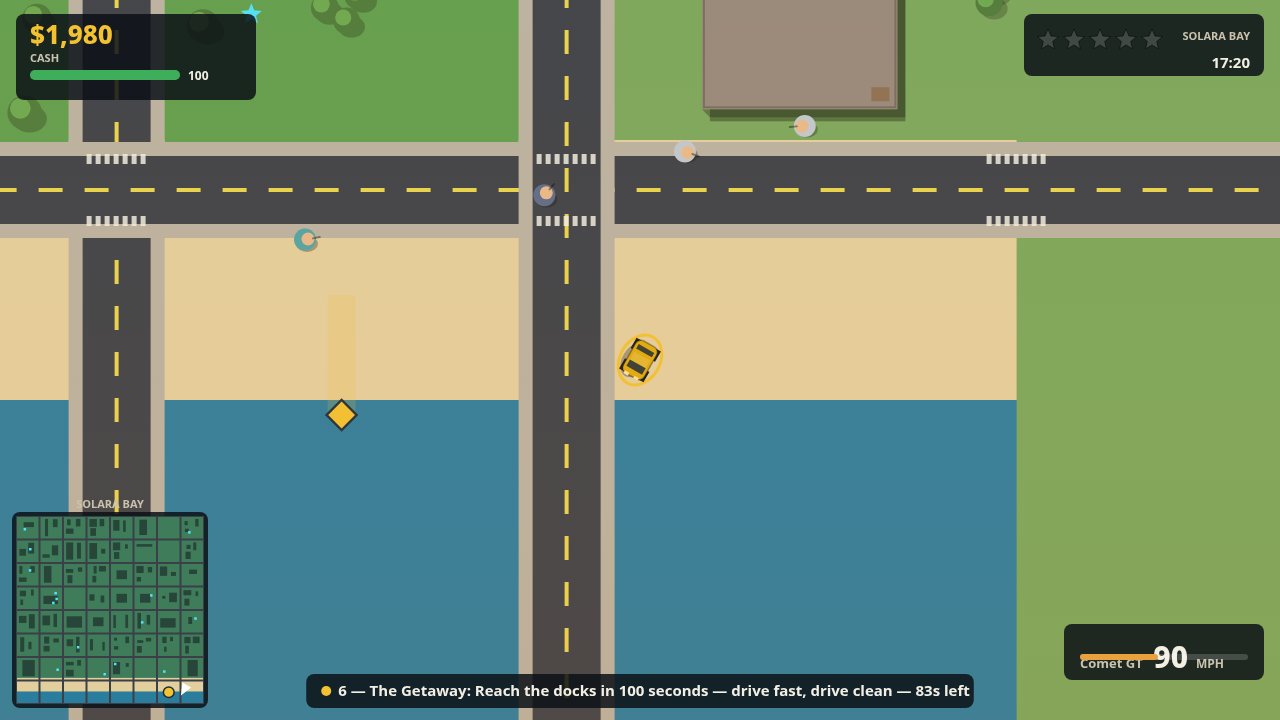 $1,980
CASH
100
SOLARA BAY
17:20
SOLARA BAY
6 — The Getaway: Reach the docks in 100 seconds — drive fast, drive clean — 83s left
Comet GT 90 MPH